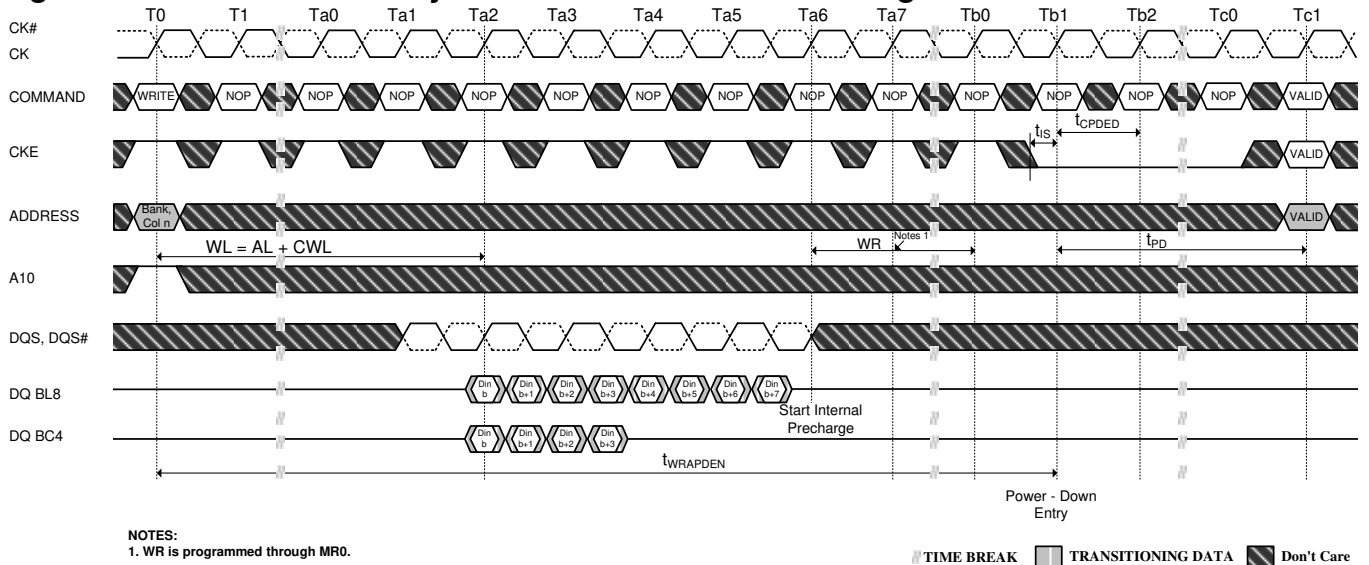 T0 T1 Ta0 Ta1 Ta2 Ta3 Ta4 Ta5 Ta6 Ta7 Tb0 Tb1 Tb2 Tc0 Tc1
CK#
CK
COMMAND WRITE NOP NOP NOP NOP NOP NOP NOP NOP NOP NOP NOP NOP NOP VALID
tIS tCPDED
CKE VALID
ADDRESS Bank, Col n VALID
WL = AL + CWL WR Notes 1 tPD
A10
DQS, DQS#
DQ BL8 Din b Din b+1 Din b+2 Din b+3 Din b+4 Din b+5 Din b+6 Din b+7
Start Internal
Precharge
DQ BC4 Din b Din b+1 Din b+2 Din b+3
tWRAPDEN
Power - Down
Entry
NOTES:
1. WR is programmed through MR0.
TIME BREAK TRANSITIONING DATA Don't Care